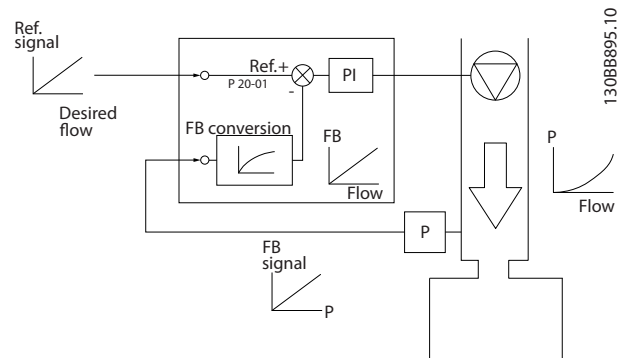 Ref.
signal
Desired
flow
Ref.+
P 20-01
-
PI
FB conversion
FB
Flow
P
FB
signal
P
P
Flow
130BB895.10